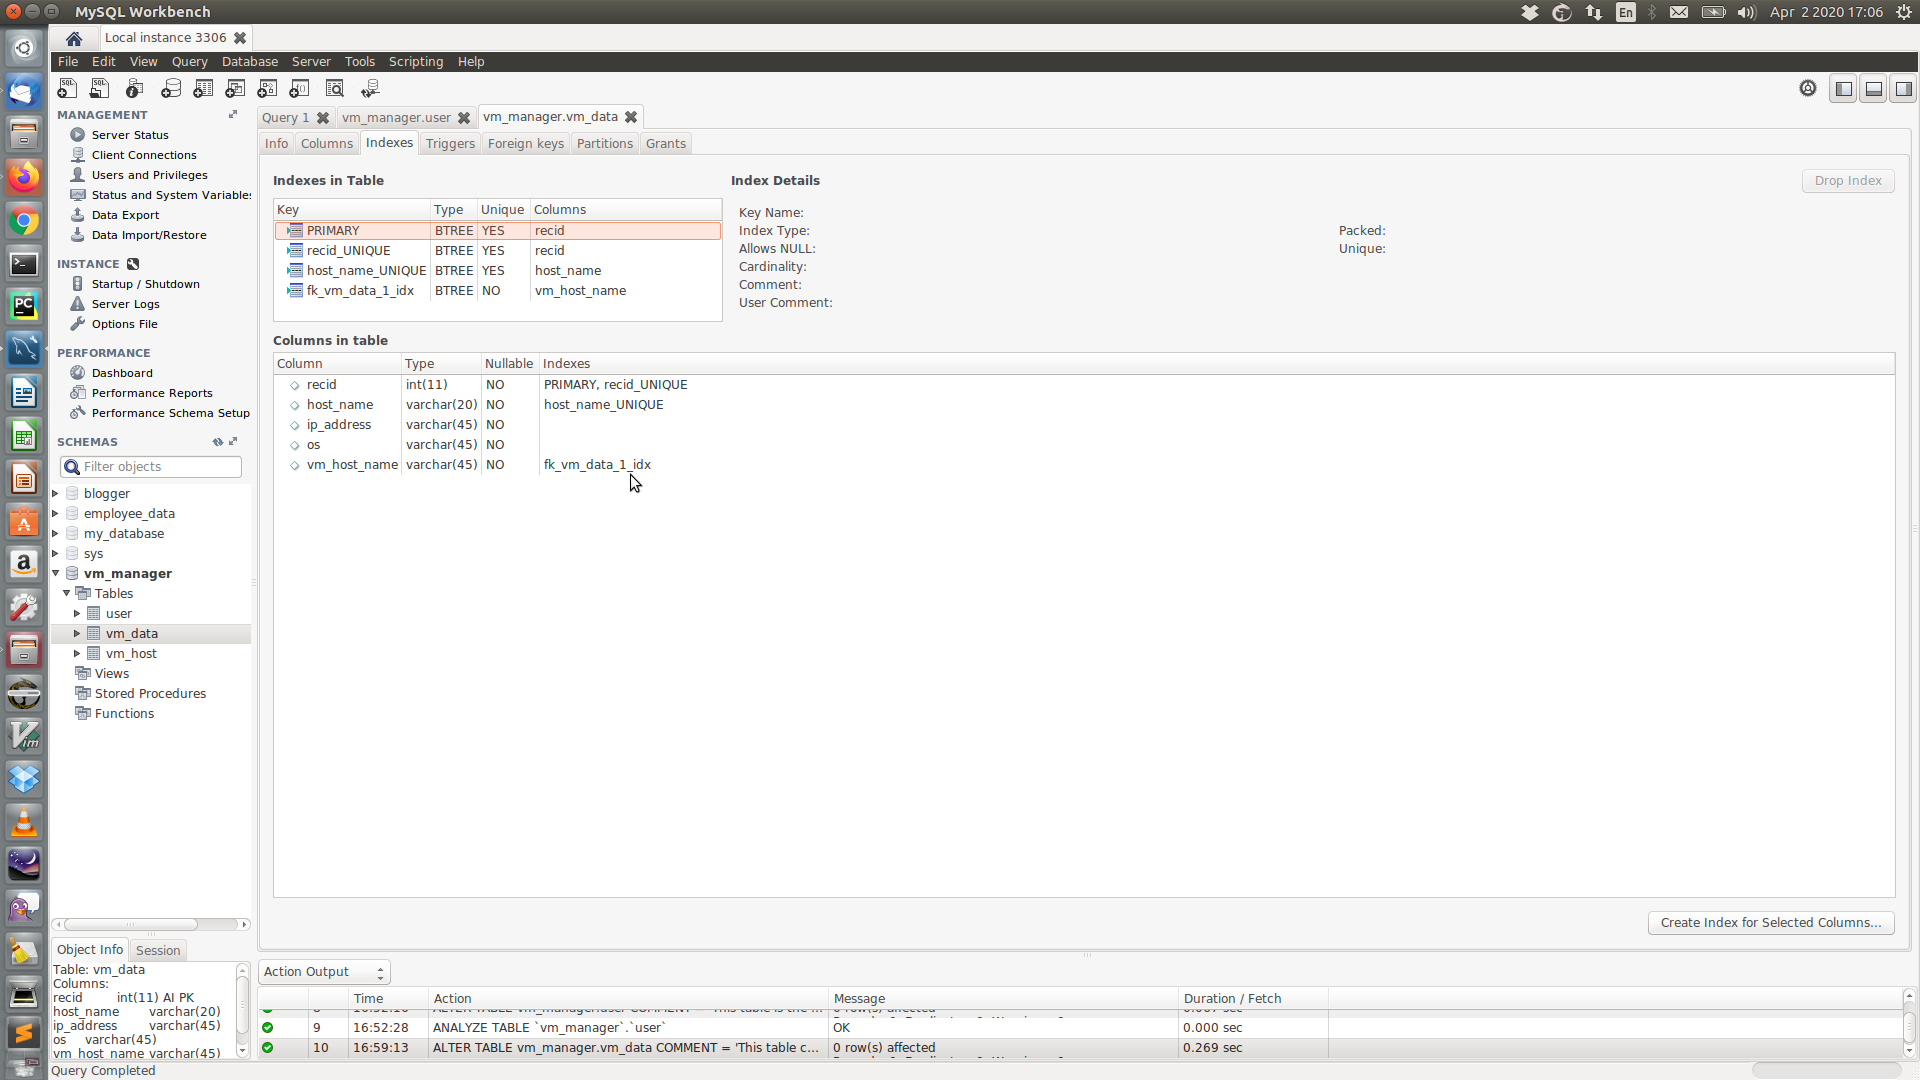 MySQL Workbench
En
Apr 2 2020 17:06
Local instance 3306
File Edit View Query Database Server Tools Scripting Help
MANAGEMENT
Server Status
Client Connections
Users and Privileges
Status and System Variables
Data Export
Data Import/Restore
INSTANCE
Startup / Shutdown
Server Logs
Options File
PERFORMANCE
Dashboard
Performance Reports
Performance Schema Setup
SCHEMAS
Filter objects
blogger
employee_data
my_database
sys
vm_manager
Tables
user
vm_data
vm_host
Views
Stored Procedures
Functions
Object Info Session
Table: vm_data
Columns:
recid int(11) AI PK
host_name varchar(20)
ip_address varchar(45)
os varchar(45)
vm_host_name varchar(45)
Query Completed
Query 1 vm_manager.user vm_manager.vm_data
Info Columns Indexes Triggers Foreign keys Partitions Grants
Indexes in Table
Key Type Unique Columns
PRIMARY BTREE YES recid
recid_UNIQUE BTREE YES recid
host_name_UNIQUE BTREE YES host_name
fk_vm_data_1_idx BTREE NO vm_host_name
Index Details
Drop Index
Key Name:
Index Type: Packed:
Allows NULL: Unique:
Cardinality:
Comment:
User Comment:
Columns in table
Column Type Nullable Indexes
recid int(11) NO PRIMARY, recid_UNIQUE
host_name varchar(20) NO host_name_UNIQUE
ip_address varchar(45) NO
os varchar(45) NO
vm_host_name varchar(45) NO fk_vm_data_1_idx
Create Index for Selected Columns...
Action Output
Time Action Message Duration / Fetch
9 16:52:28 ANALYZE TABLE `vm_manager`.`user` OK 0.000 sec
10 16:59:13 ALTER TABLE vm_manager.vm_data COMMENT = 'This table c... 0 row(s) affected 0.269 sec